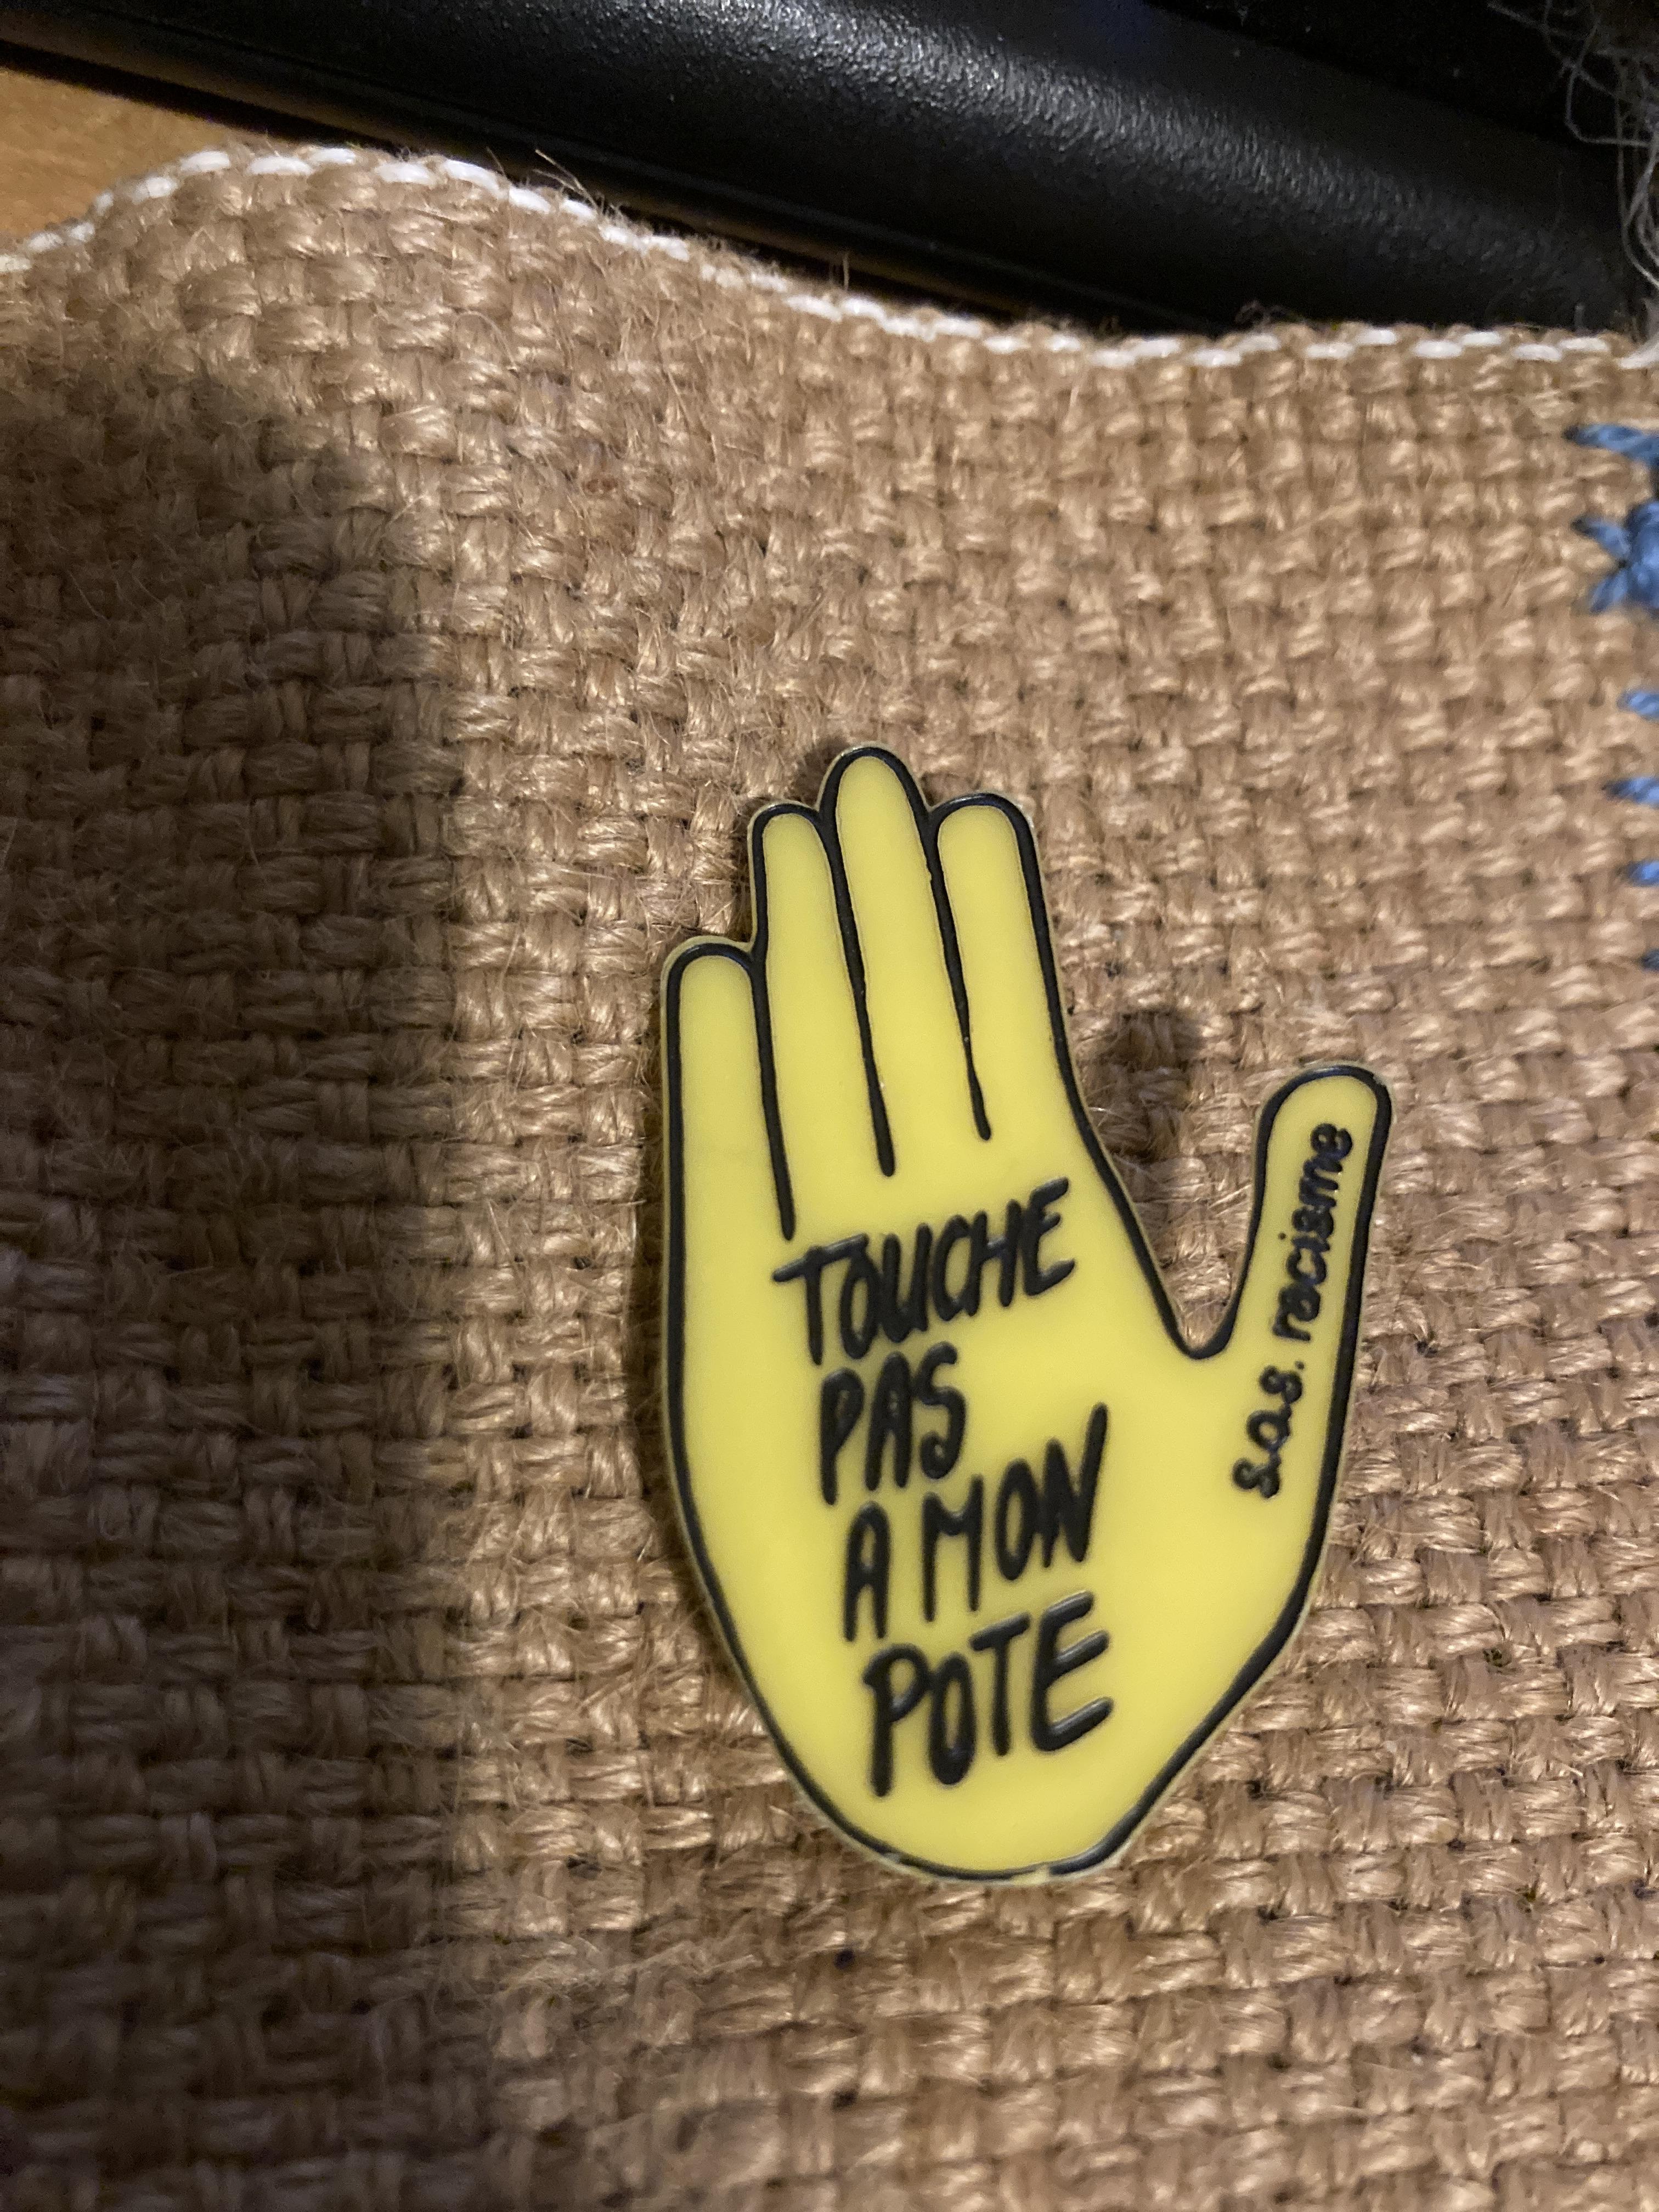 TOUCHE
PAS
A MON
POTE
s.o.s. racisme